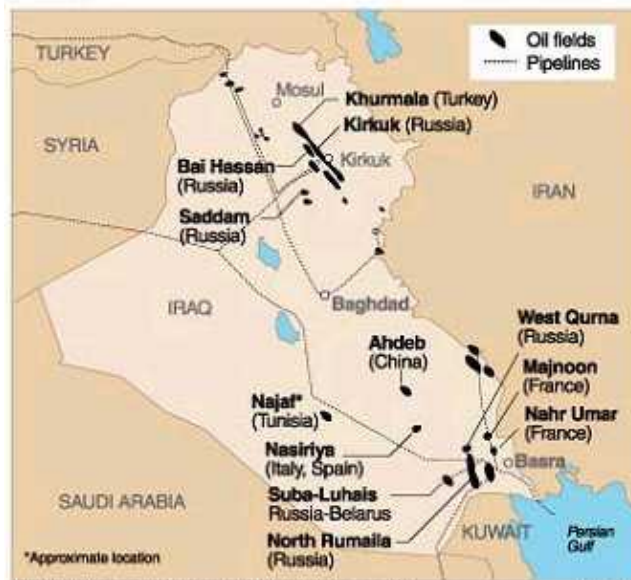 Oil fields
Pipelines
TURKEY
Mosul
Khurmala (Turkey)
Kirkuk (Russia)
SYRIA
Bai Hassan
(Russia)
Kirkuk
Saddam
(Russia)
IRAN
IRAQ
Baghdad
West Qurna
(Russia)
Ahdeb
(China)
Majnoon
(France)
Najaf*
(Tunisia)
Nahr Umar
(France)
Nasiriya
(Italy, Spain)
Basra
Suba-Luhais
Russia-Belarus
SAUDI ARABIA
North Rumaila
(Russia)
KUWAIT
Persian
Gulf
*Approximate location